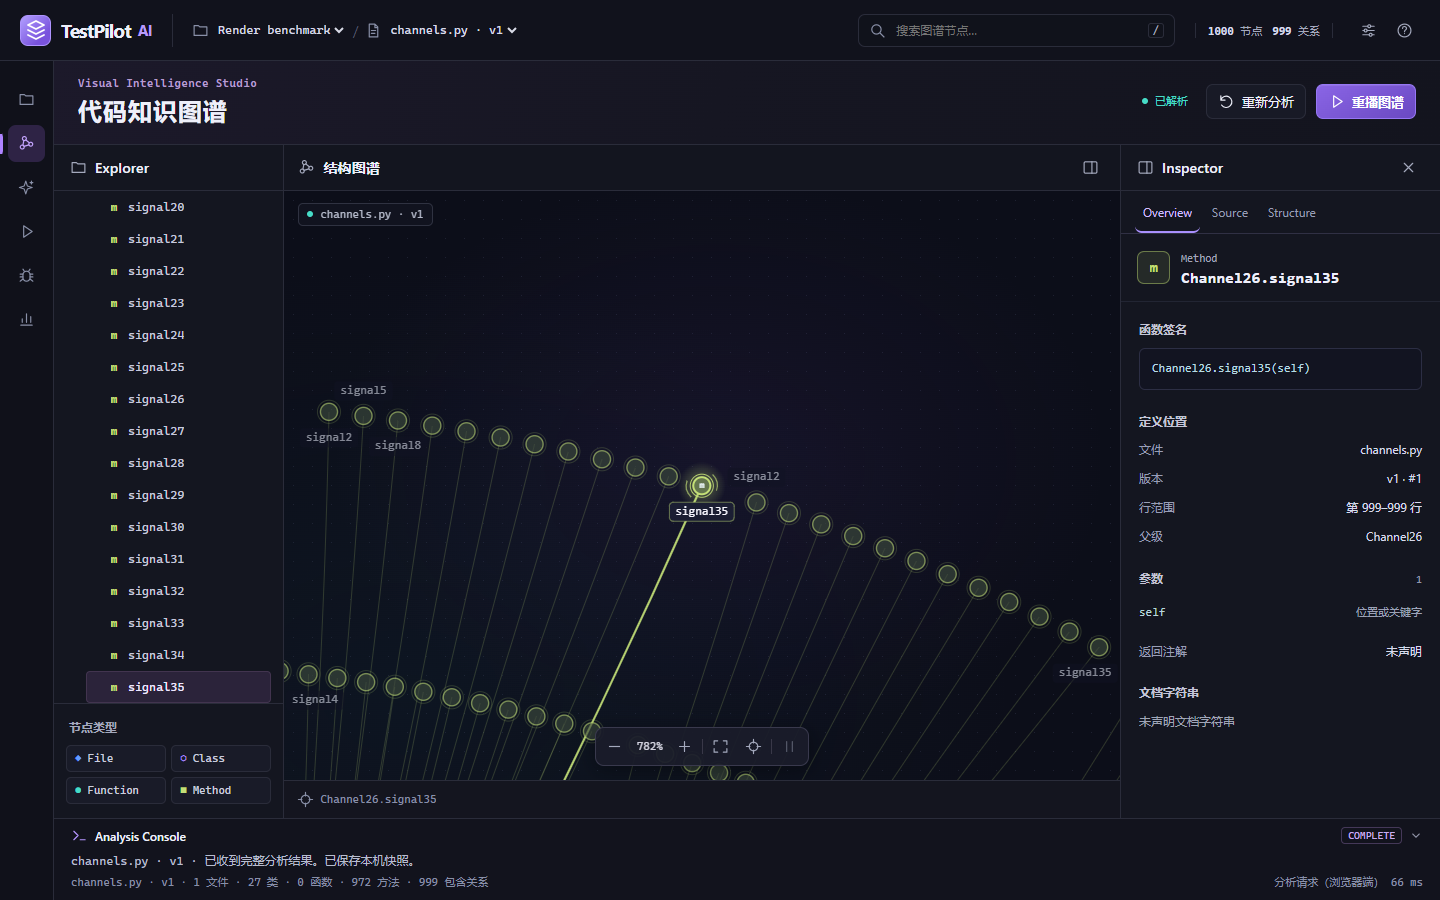 TestPilot AI
Render benchmark / channels.py · v1
搜索图谱节点... /
1000 节点 999 关系
Visual Intelligence Studio
代码知识图谱
已解析
重新分析
重播图谱
Explorer
signal20
signal21
signal22
signal23
signal24
signal25
signal26
signal27
signal28
signal29
signal30
signal31
signal32
signal33
signal34
signal35
节点类型
File
Class
Function
Method
结构图谱
channels.py · v1
signal5
signal2
signal8
signal2
signal35
signal35
signal4
782%
Channel26.signal35
Inspector
Overview Source Structure
m
Method
Channel26.signal35
函数签名
Channel26.signal35(self)
定义位置
文件 channels.py
版本 v1 · #1
行范围 第 999–999 行
父级 Channel26
参数 1
self 位置或关键字
返回注解 未声明
文档字符串
未声明文档字符串
Analysis Console
COMPLETE
channels.py · v1 · 已收到完整分析结果。已保存本机快照。
channels.py · v1 · 1 文件 · 27 类 · 0 函数 · 972 方法 · 999 包含关系
分析请求（浏览器端） 66 ms